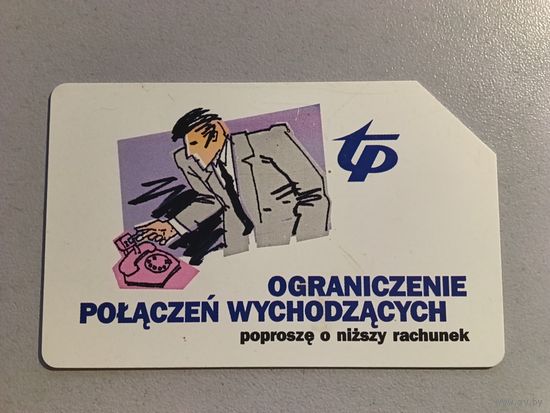 tp
OGRANICZENIE
POŁĄCZEŃ WYCHODZĄCYCH
poproszę o niższy rachunek